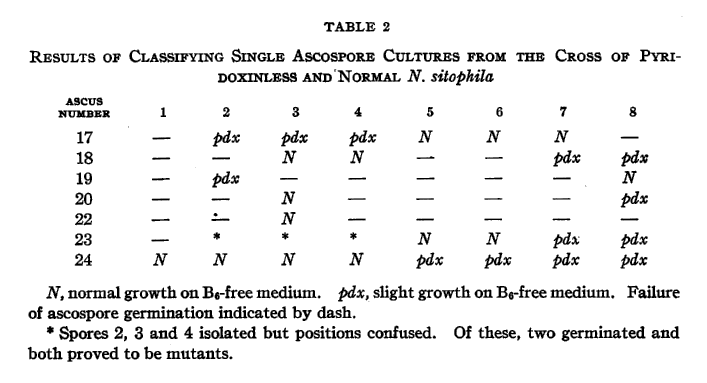 TABLE 2
RESULTS OF CLASSIFYING SINGLE ASCOSPORE CULTURES FROM THE CROSS OF PYRI-
DOXINLESS AND NORMAL N. sitophila
ASCUS
NUMBER 1 2 3 4 5 6 7 8
17 — pdx pdx pdx N N N —
18 — — N N — — pdx pdx
19 — pdx — — — — — N
20 — — N — — — — pdx
22 — — N — — — — —
23 — * * * N N pdx pdx
24 N N N N pdx pdx pdx pdx
N, normal growth on B₆-free medium. pdx, slight growth on B₆-free medium. Failure
of ascospore germination indicated by dash.
* Spores 2, 3 and 4 isolated but positions confused. Of these, two germinated and
both proved to be mutants.